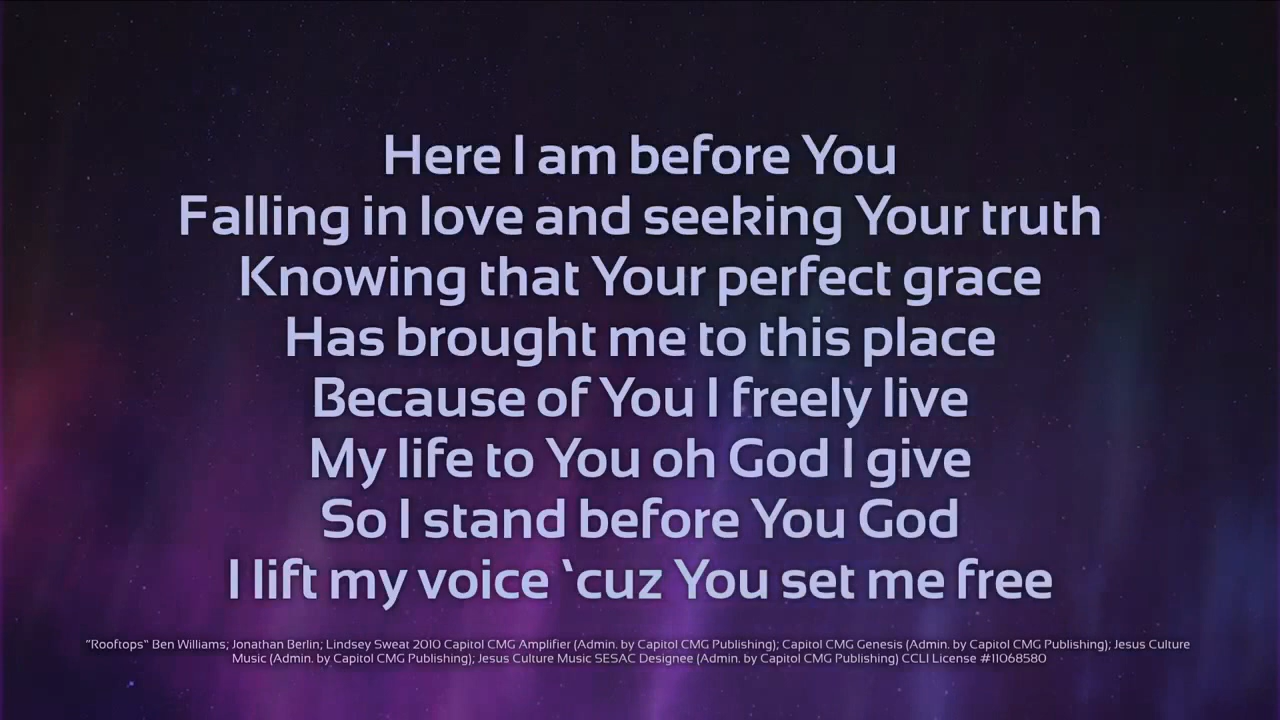 Here I am before You
Falling in love and seeking Your truth
Knowing that Your perfect grace
Has brought me to this place
Because of You I freely live
My life to You oh God I give
So I stand before You God
I lift my voice ‘cuz You set me free
"Rooftops" Ben Williams; Jonathan Berlin; Lindsey Sweat 2010 Capitol CMG Amplifier (Admin. by Capitol CMG Publishing); Capitol CMG Genesis (Admin. by Capitol CMG Publishing); Jesus Culture
Music (Admin. by Capitol CMG Publishing); Jesus Culture Music SESAC Designee (Admin. by Capitol CMG Publishing) CCLI License #11068580